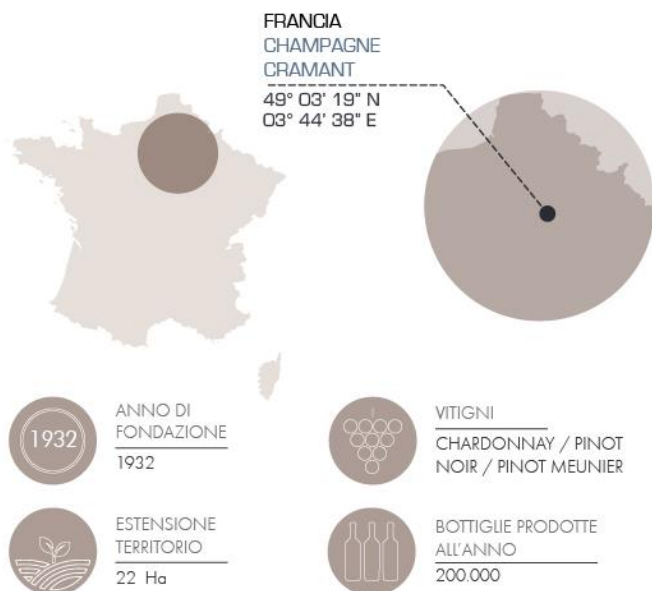 FRANCIA
CHAMPAGNE
CRAMANT
49° 03' 19" N
03° 44' 38" E
1932
ANNO DI
FONDAZIONE
1932
VITIGNI
CHARDONNAY / PINOT
NOIR / PINOT MEUNIER
ESTENSIONE
TERRITORIO
22 Ha
BOTTIGLIE PRODOTTE
ALL'ANNO
200.000